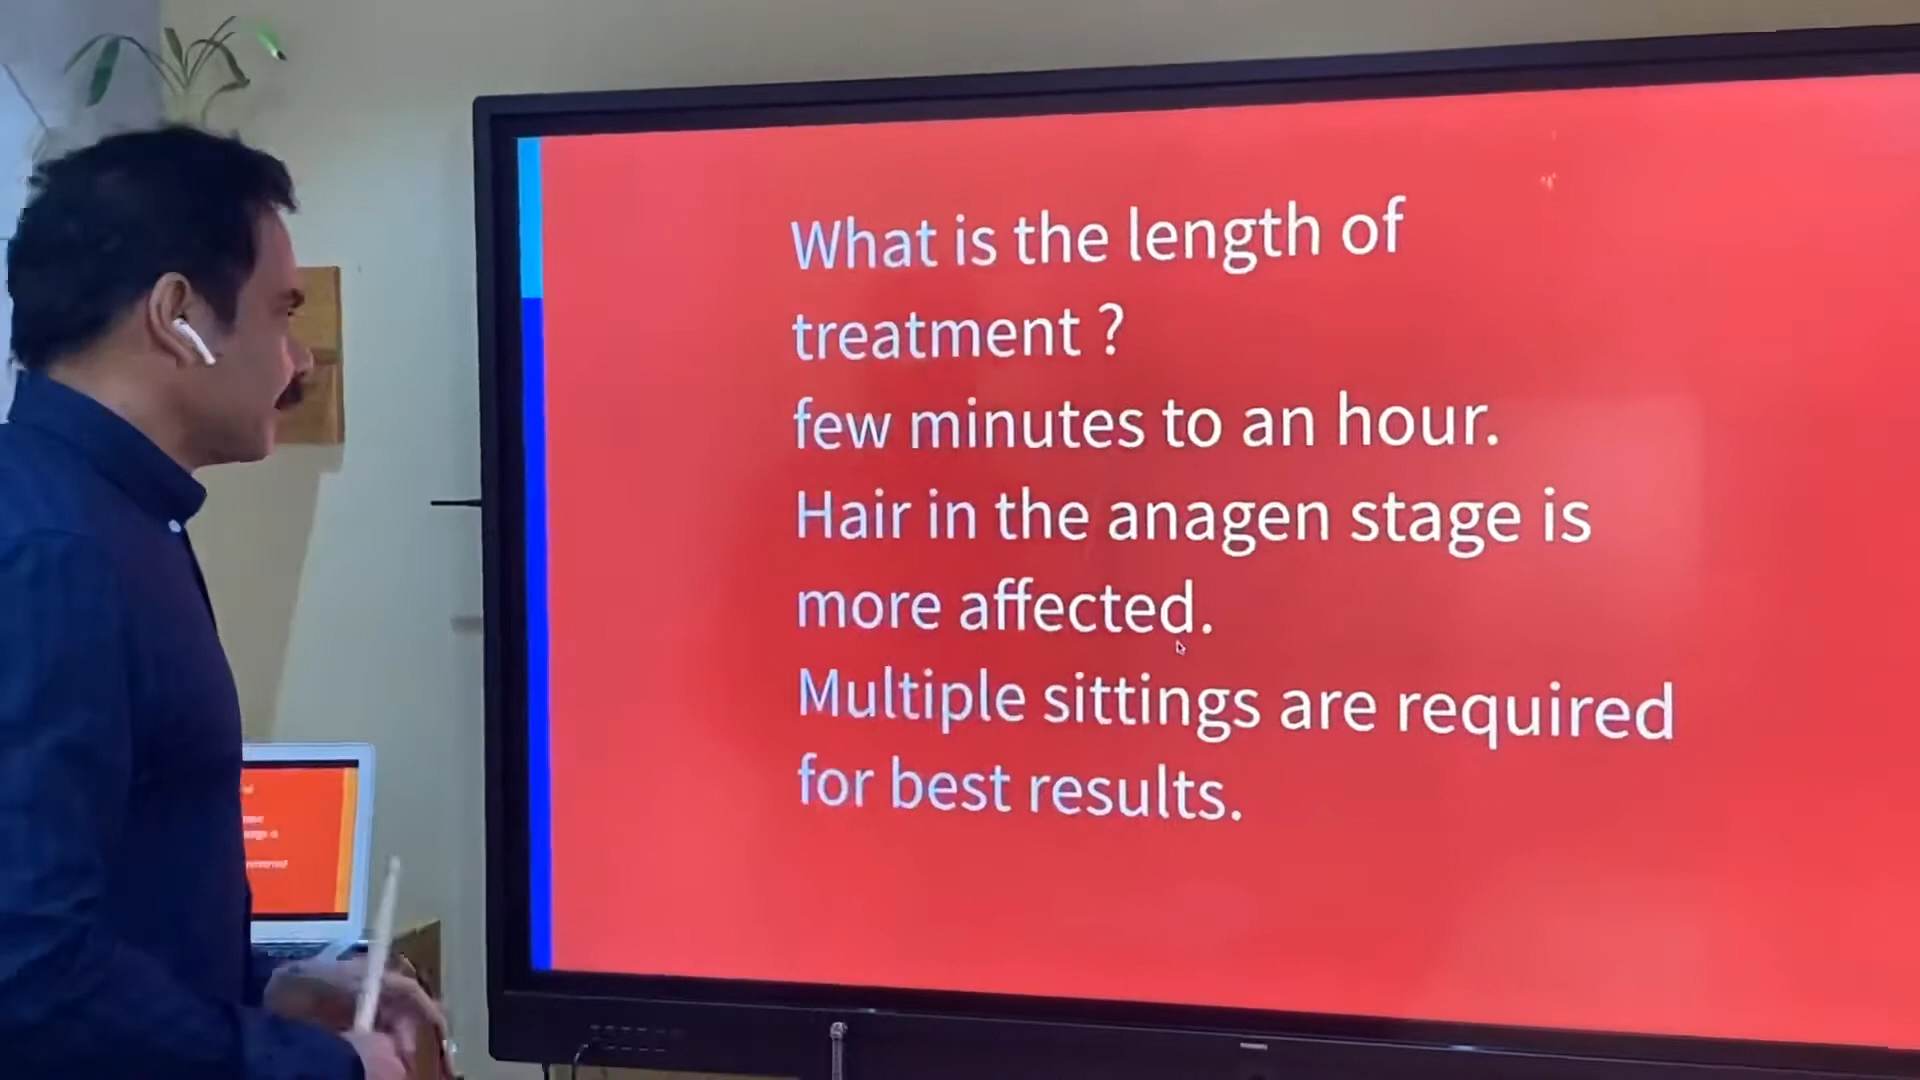 What is the length of
treatment ?
few minutes to an hour.
Hair in the anagen stage is
more affected.
Multiple sittings are required
for best results.